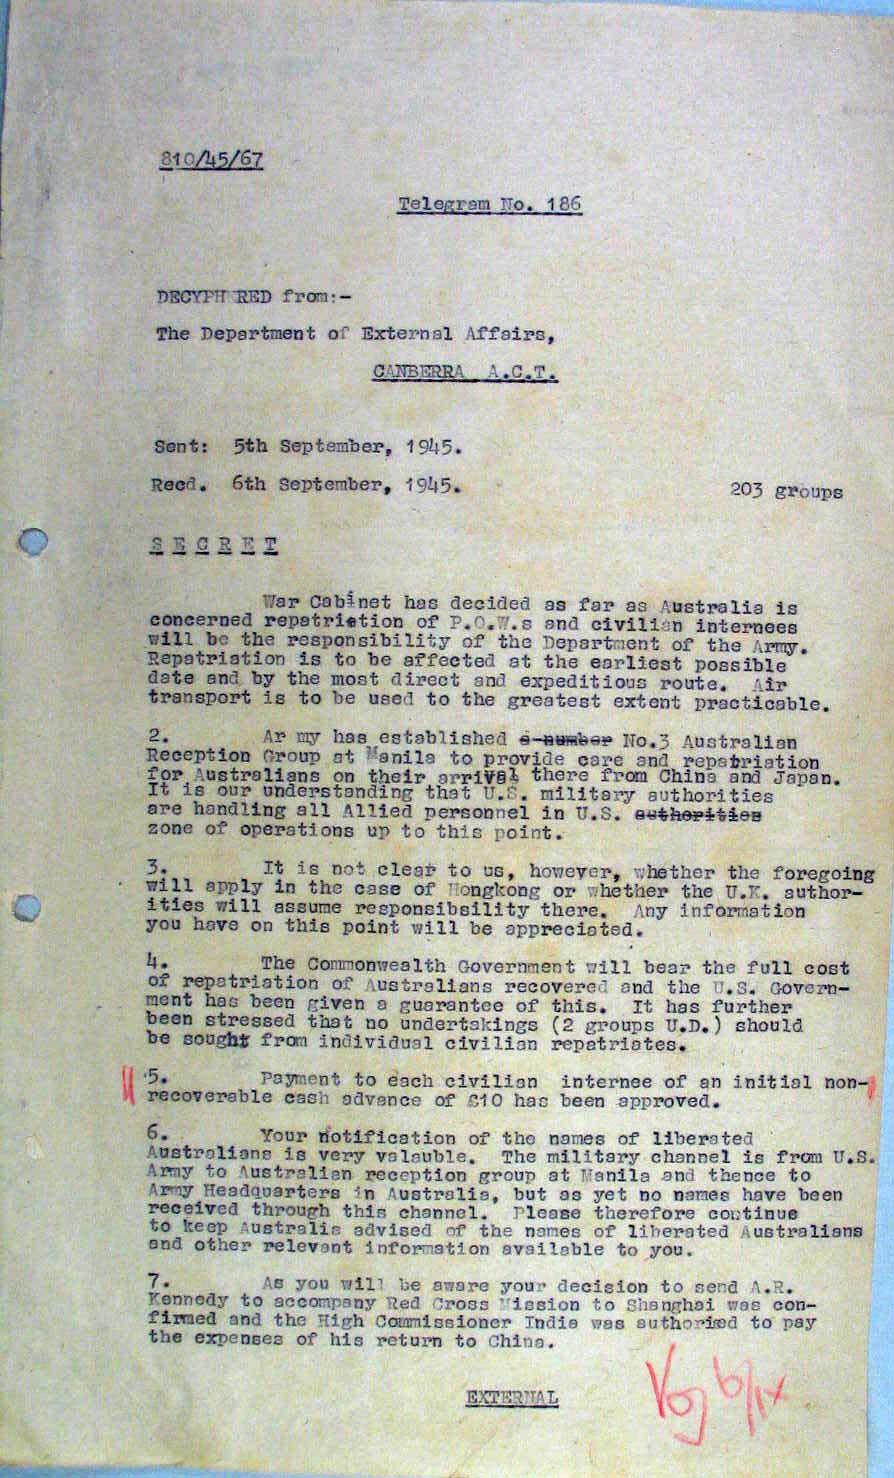 810/45/67
Telegram No. 186
DECYPHERED from:-
The Department of External Affairs,
CANBERRA A.C.T.
Sent: 5th September, 1945.
Recd. 6th September, 1945.
203 groups
S E C R E T
War Cabinet has decided as far as Australia is
concerned repatriation of P.O.W.s and civilian internees
will be the responsibility of the Department of the Army.
Repatriation is to be affected at the earliest possible
date and by the most direct and expeditious route. Air
transport is to be used to the greatest extent practicable.
2. Ar my has established a number No.3 Australian
Reception Group at Manila to provide care and repatriation
for Australians on their arrival there from China and Japan.
It is our understanding that U.S. military authorities
are handling all Allied personnel in U.S. authorities
zone of operations up to this point.
3. It is not clear to us, however, whether the foregoing
will apply in the case of Hongkong or whether the U.K. author-
ities will assume responsibsility there. Any information
you have on this point will be appreciated.
4. The Commonwealth Government will bear the full cost
of repatriation of Australians recovered and the U.S. Govern-
ment has been given a guarantee of this. It has further
been stressed that no undertakings (2 groups U.D.) should
be sought from individual civilian repatriates.
5. Payment to each civilian internee of an initial non-
recoverable cash advance of £10 has been approved.
6. Your notification of the names of liberated
Australians is very valauble. The military channel is from U.S.
Army to Australian reception group at Manila and thence to
Army Headquarters in Australia, but as yet no names have been
received through this channel. Please therefore continue
to keep Australia advised of the names of liberated Australians
and other relevant information available to you.
7. As you will be aware your decision to send A.R.
Kennedy to accompany Red Cross Mission to Shanghai was con-
firmed and the High Commissioner India was authorised to pay
the expenses of his return to China.
EXTERNAL
6/IX